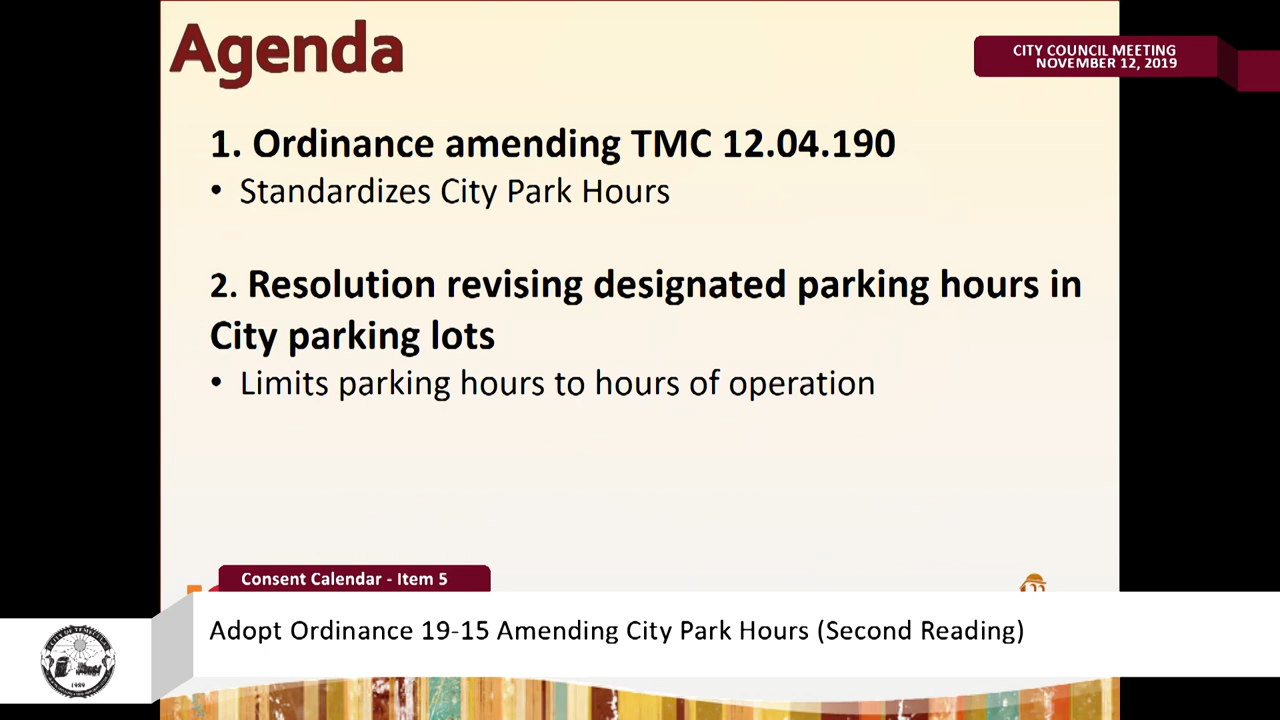 Agenda
CITY COUNCIL MEETING
NOVEMBER 12, 2019
1. Ordinance amending TMC 12.04.190
• Standardizes City Park Hours
2. Resolution revising designated parking hours in
City parking lots
• Limits parking hours to hours of operation
Consent Calendar - Item 5
Adopt Ordinance 19-15 Amending City Park Hours (Second Reading)
1989